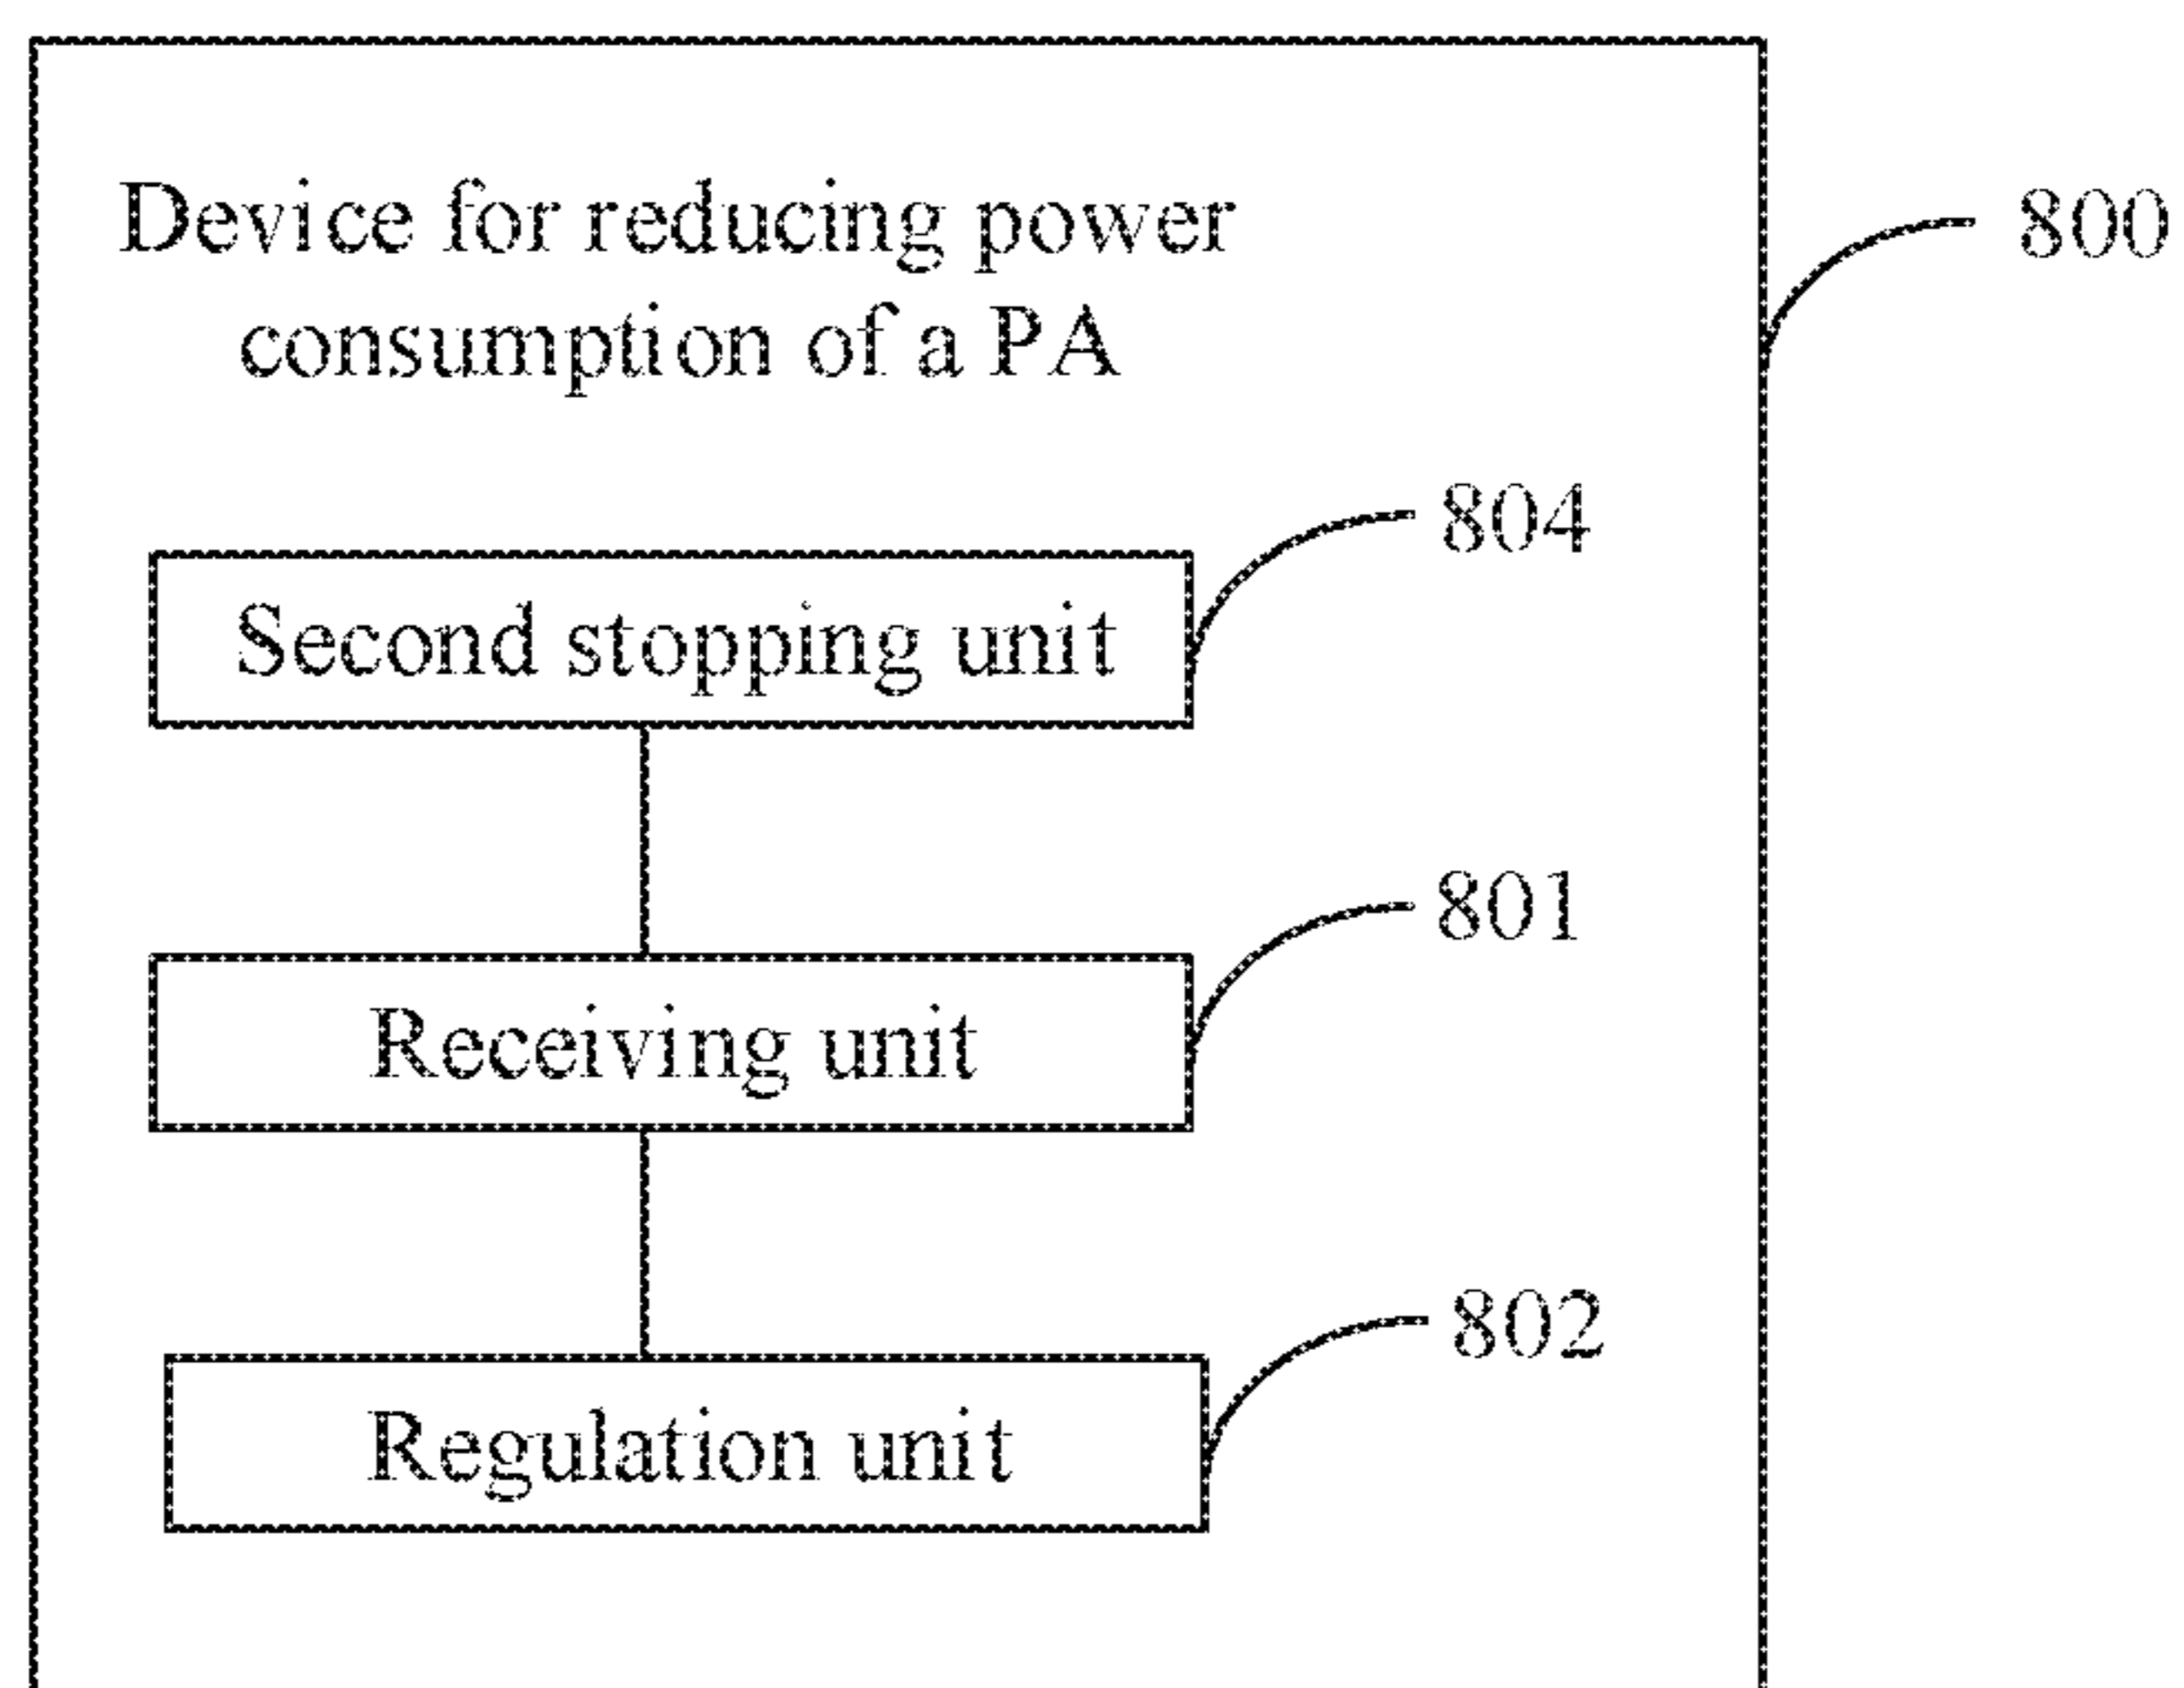 Device for reducing power
consumption of a PA
800
804
Second stopping unit
801
Receiving unit
802
Regulation unit